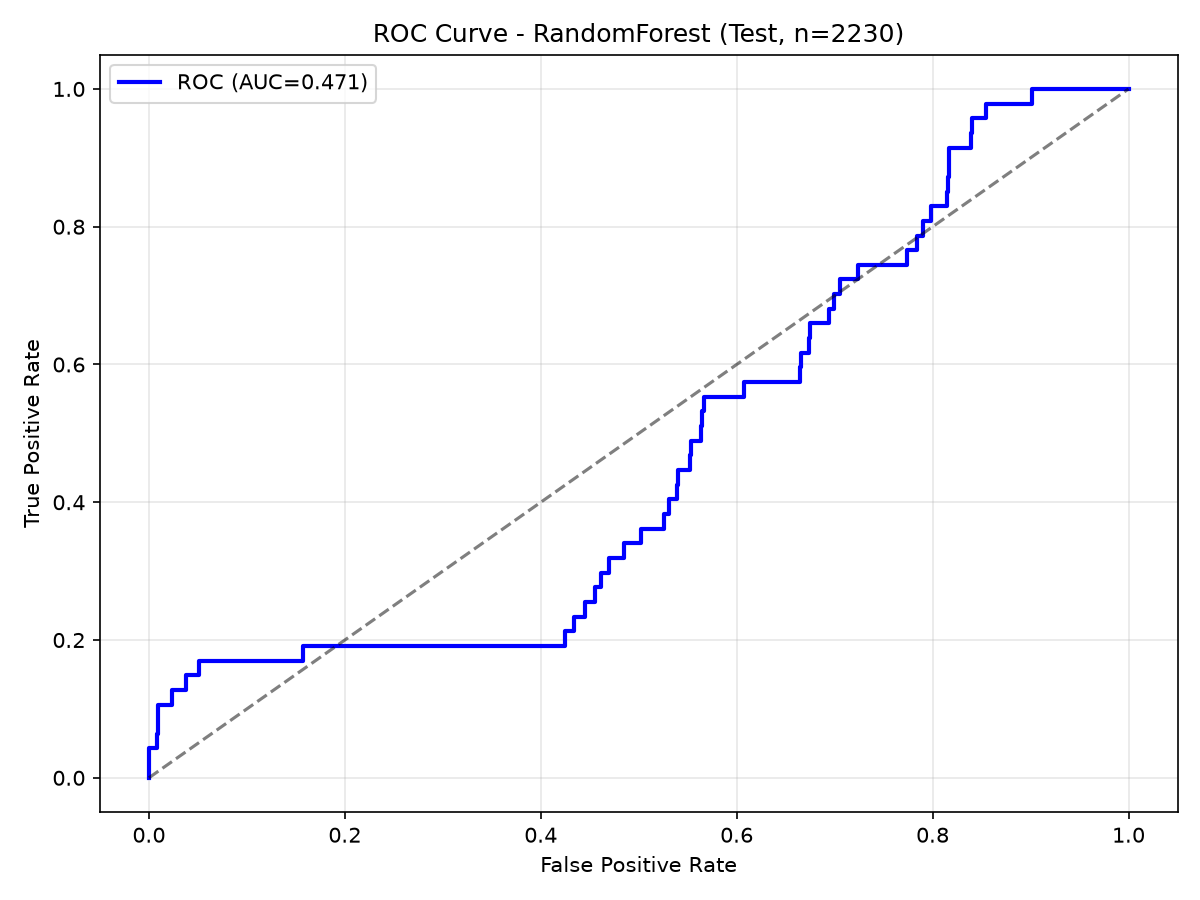 ROC Curve - RandomForest (Test, n=2230)
ROC (AUC=0.471)
True Positive Rate
1.0
0.8
0.6
0.4
0.2
0.0
0.0 0.2 0.4 0.6 0.8 1.0
False Positive Rate